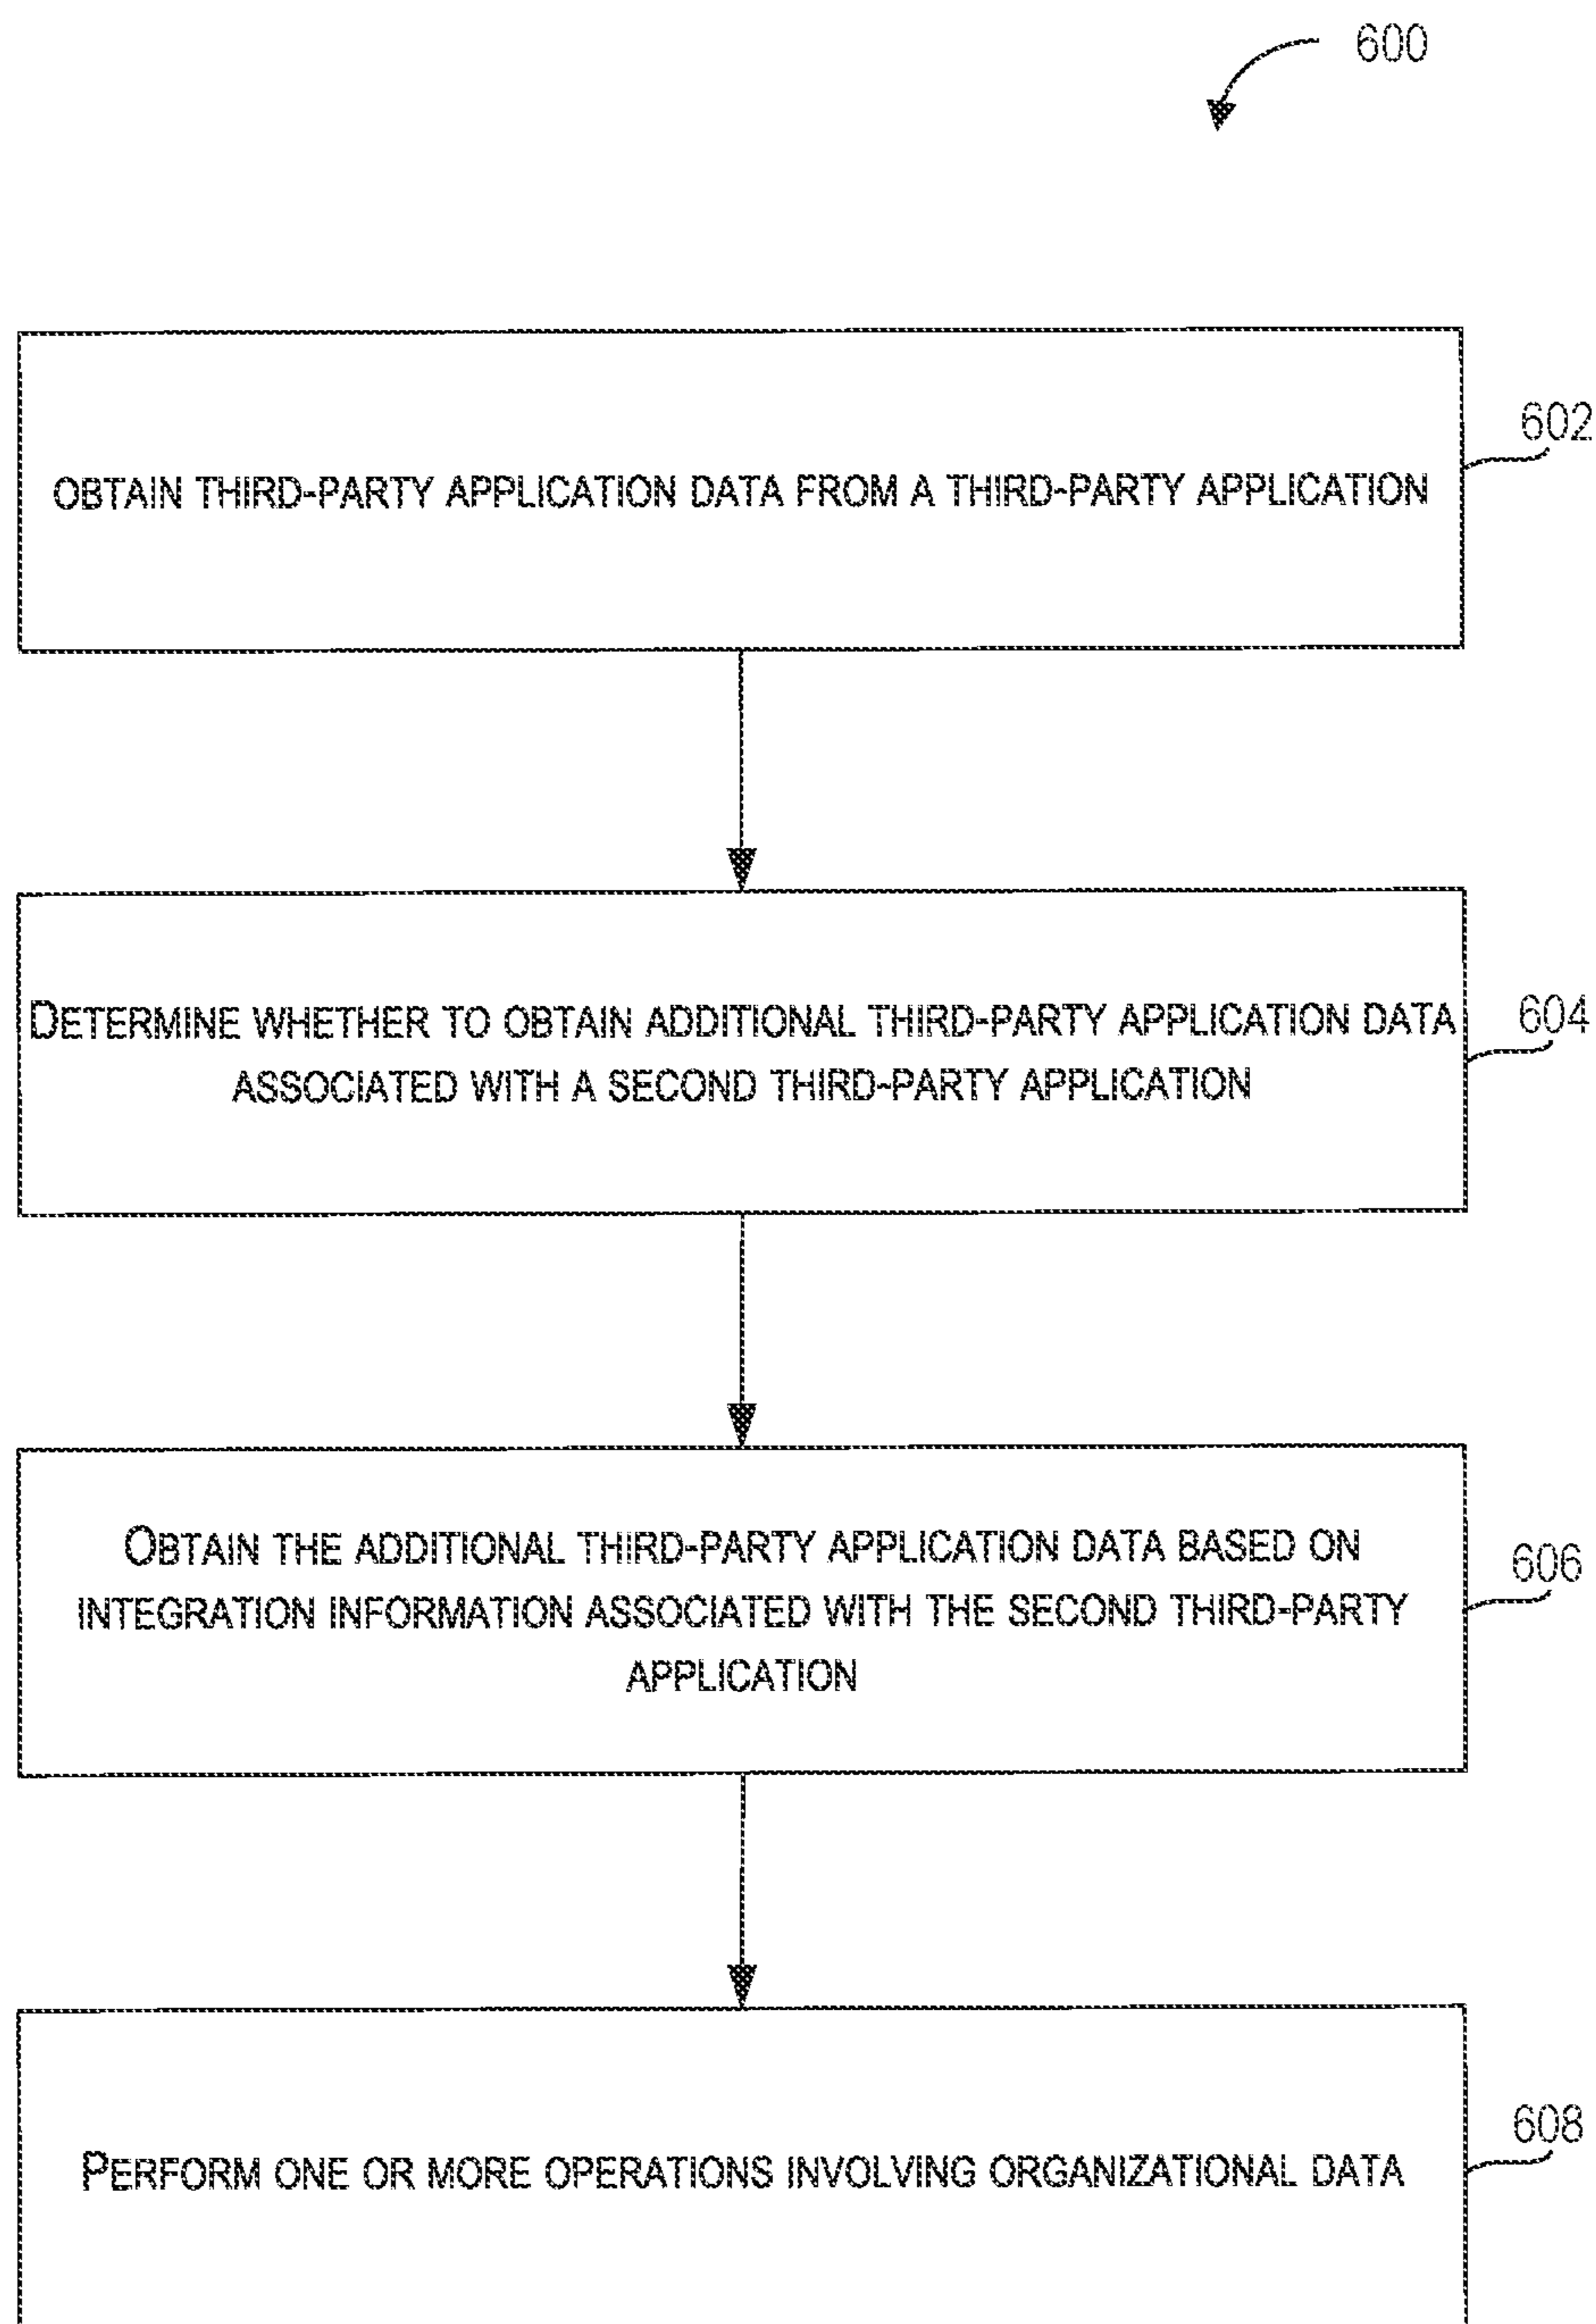 600
OBTAIN THIRD-PARTY APPLICATION DATA FROM A THIRD-PARTY APPLICATION
602
DETERMINE WHETHER TO OBTAIN ADDITIONAL THIRD-PARTY APPLICATION DATA
ASSOCIATED WITH A SECOND THIRD-PARTY APPLICATION
604
OBTAIN THE ADDITIONAL THIRD-PARTY APPLICATION DATA BASED ON
INTEGRATION INFORMATION ASSOCIATED WITH THE SECOND THIRD-PARTY
APPLICATION
606
PERFORM ONE OR MORE OPERATIONS INVOLVING ORGANIZATIONAL DATA
608